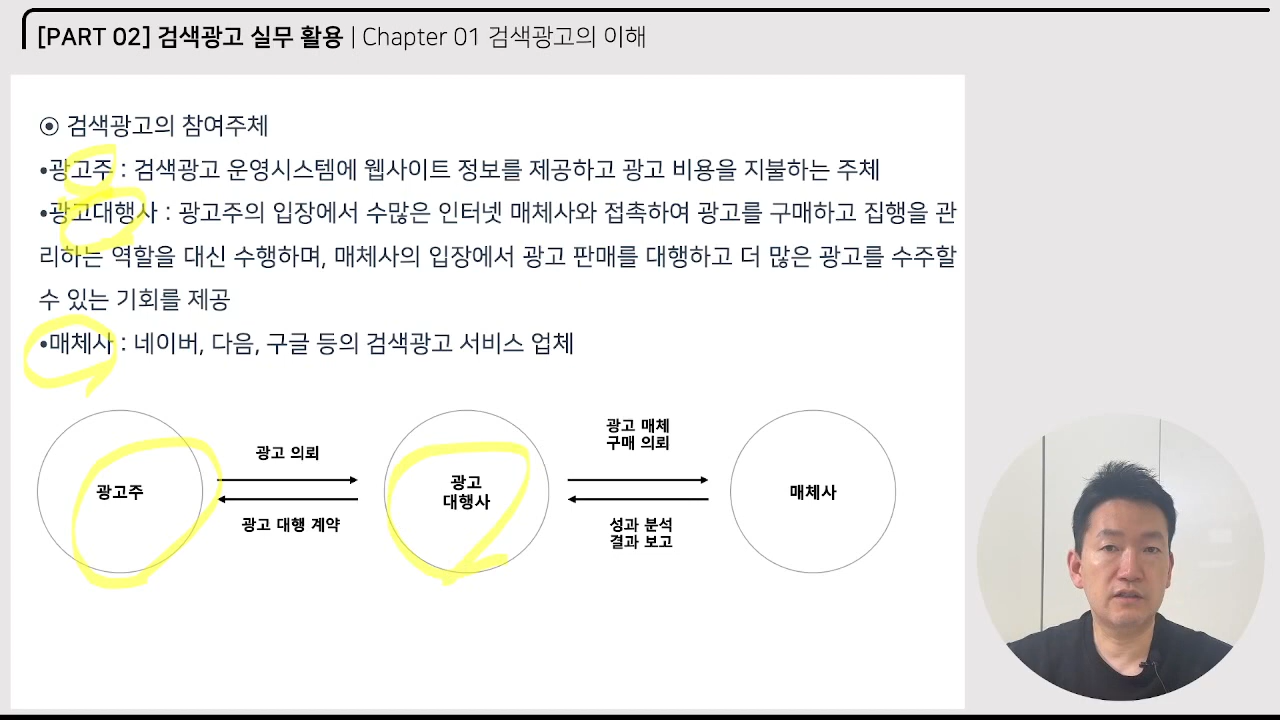 [PART 02] 검색광고 실무 활용 | Chapter 01 검색광고의 이해
⦿ 검색광고의 참여주체
•광고주 : 검색광고 운영시스템에 웹사이트 정보를 제공하고 광고 비용을 지불하는 주체
•광고대행사 : 광고주의 입장에서 수많은 인터넷 매체사와 접촉하여 광고를 구매하고 집행을 관
리하는 역할을 대신 수행하며, 매체사의 입장에서 광고 판매를 대행하고 더 많은 광고를 수주할
수 있는 기회를 제공
•매체사 : 네이버, 다음, 구글 등의 검색광고 서비스 업체
광고주
광고 의뢰
광고 대행 계약
광고
대행사
광고 매체
구매 의뢰
성과 분석
결과 보고
매체사